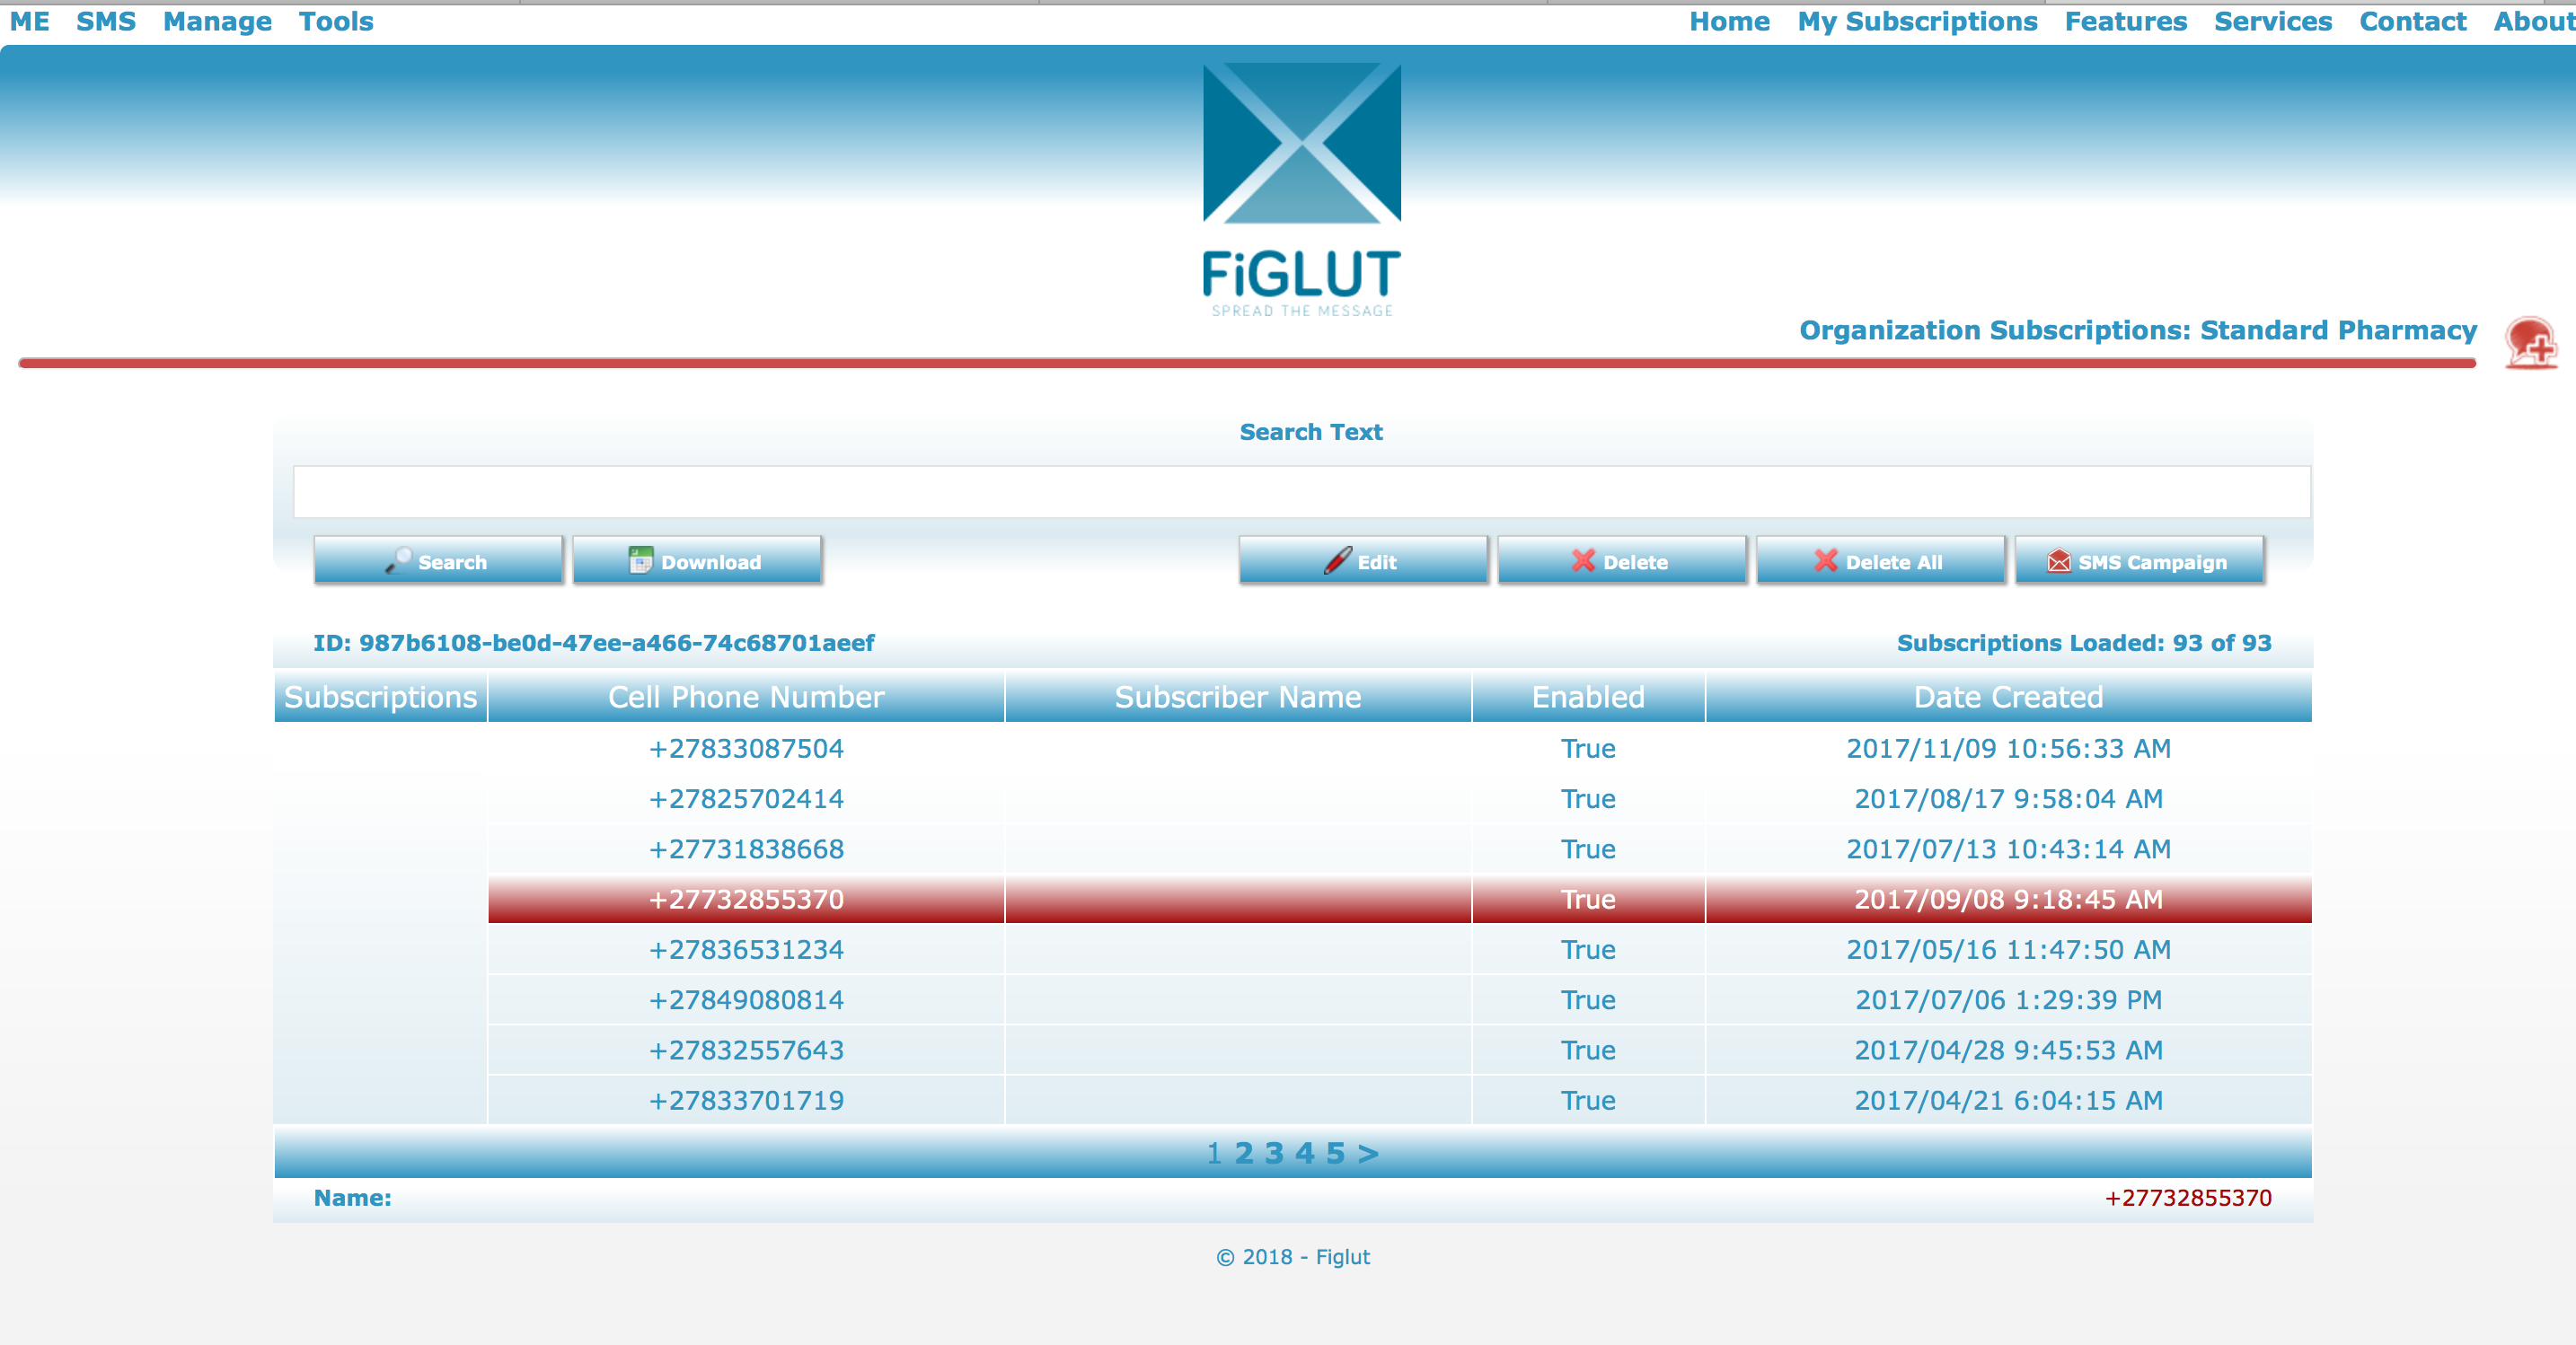 ME SMS Manage Tools Home My Subscriptions Features Services Contact About
FiGLUT
SPREAD THE MESSAGE
Organization Subscriptions: Standard Pharmacy
Search Text
Search Download Edit Delete Delete All SMS Campaign
ID: 987b6108-be0d-47ee-a466-74c68701aeef Subscriptions Loaded: 93 of 93
Subscriptions Cell Phone Number Subscriber Name Enabled Date Created
+27833087504 True 2017/11/09 10:56:33 AM
+27825702414 True 2017/08/17 9:58:04 AM
+27731838668 True 2017/07/13 10:43:14 AM
+27732855370 True 2017/09/08 9:18:45 AM
+27836531234 True 2017/05/16 11:47:50 AM
+27849080814 True 2017/07/06 1:29:39 PM
+27832557643 True 2017/04/28 9:45:53 AM
+27833701719 True 2017/04/21 6:04:15 AM
1 2 3 4 5 >
Name: +27732855370
© 2018 - Figlut